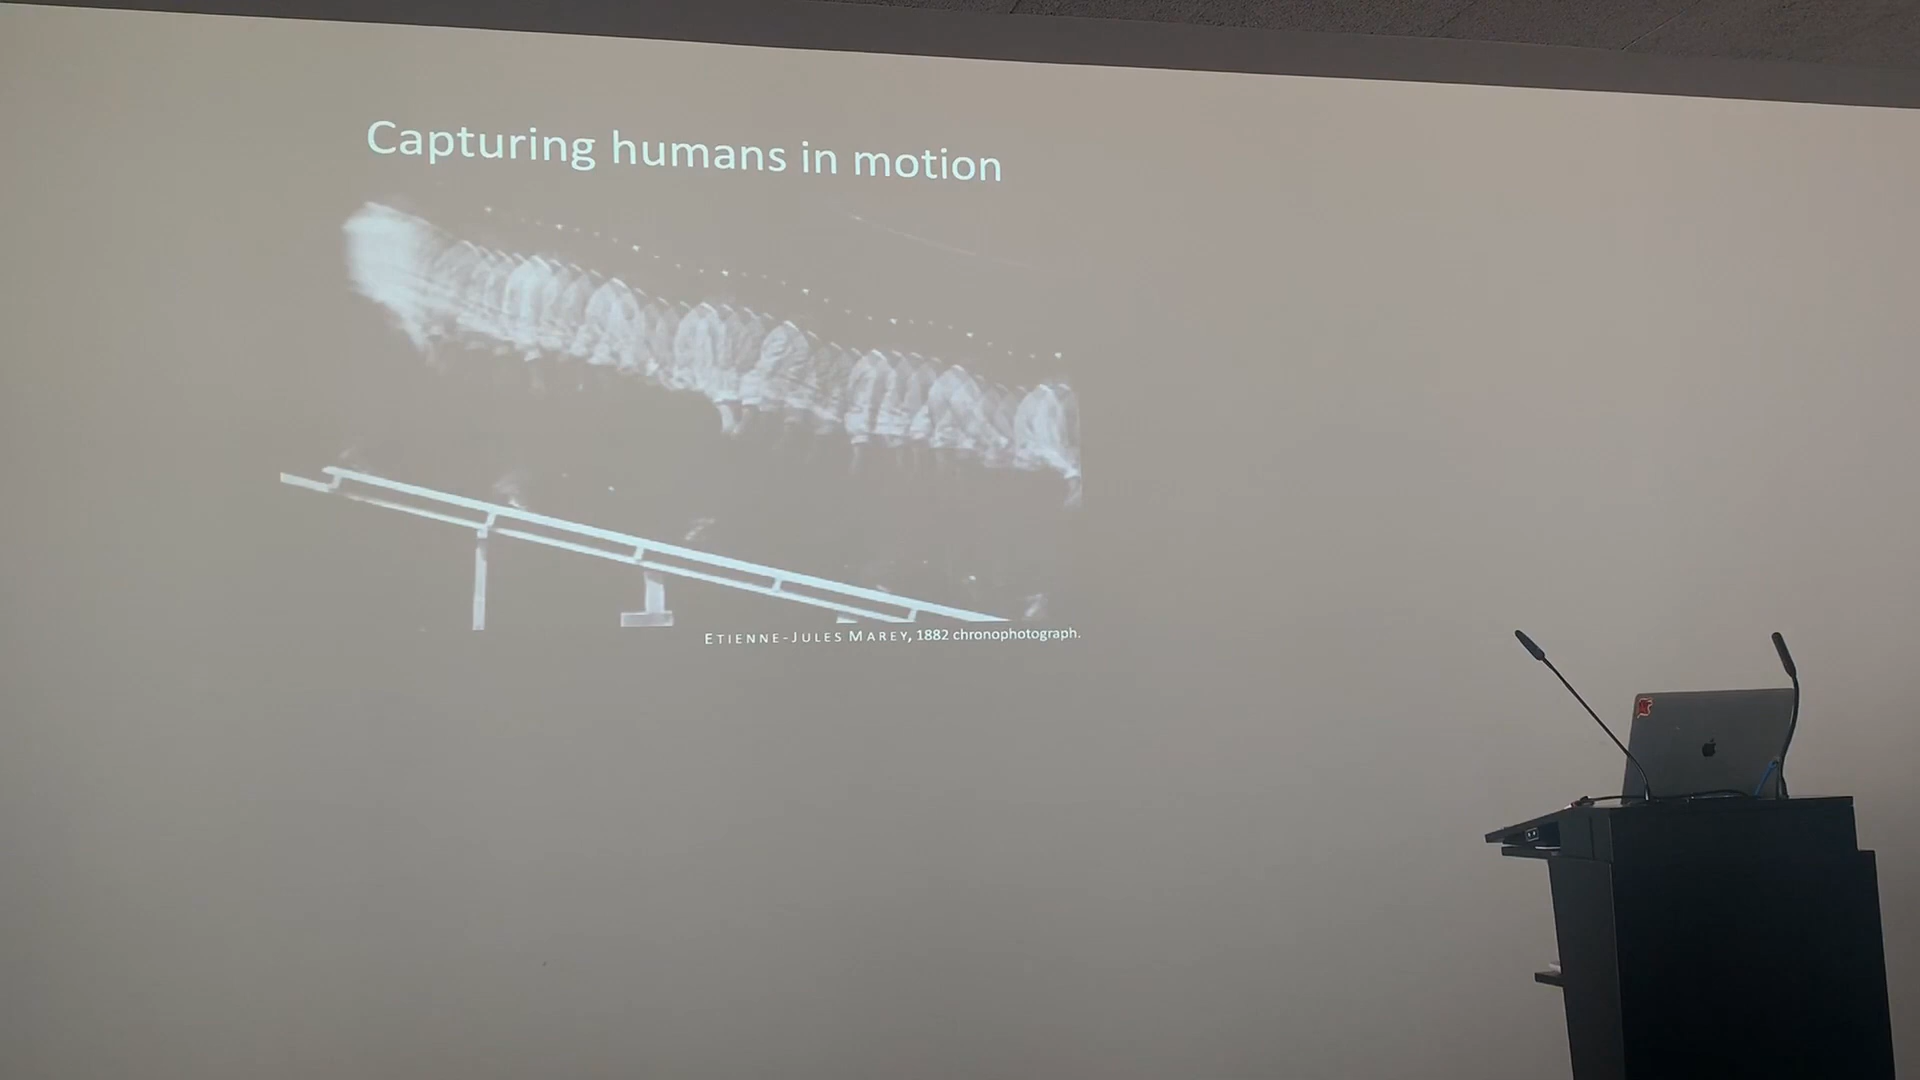 Capturing humans in motion
ETIENNE-JULES MAREY, 1882 chronophotograph.